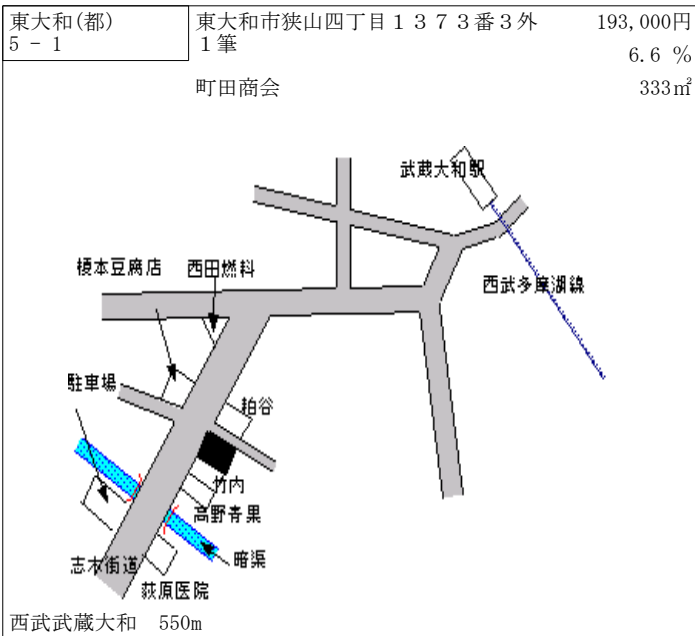 東大和(都)
5 - 1
東大和市狭山四丁目１３７３番３外
１筆
193,000円
6.6 %
町田商会
333㎡
武蔵大和駅
榎本豆腐店
西田燃料
西武多摩湖線
駐車場
粕谷
竹内
高野青果
志木街道
暗渠
荻原医院
西武武蔵大和　550m